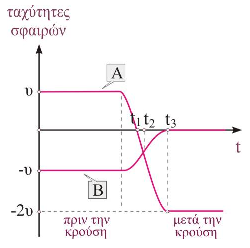 ταχύτητες
σφαιρών
A
υ
t₁ t₂ t₃
t
-υ
B
-2υ
πριν την
κρούση
μετά την
κρούση